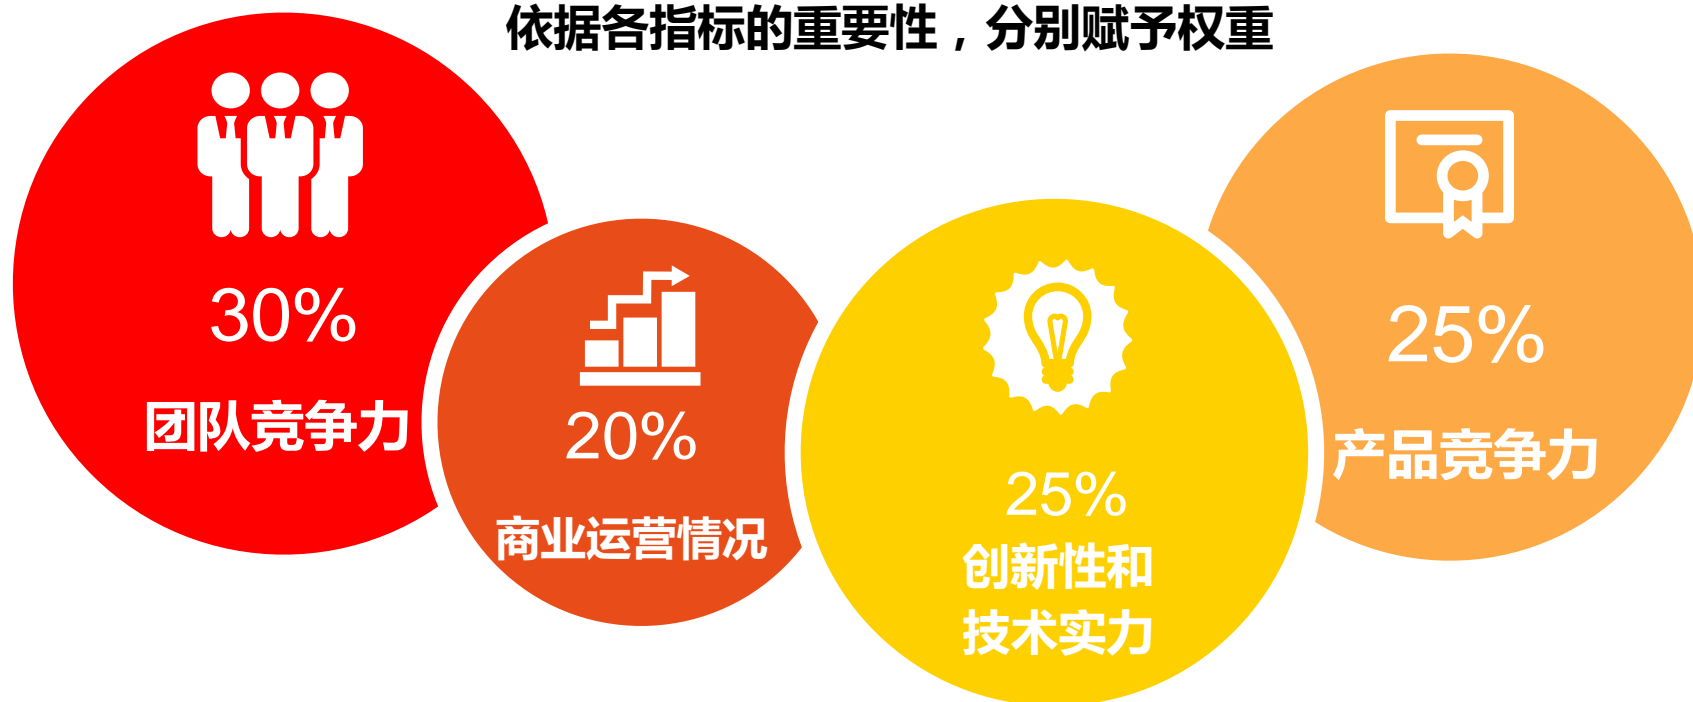 依据各指标的重要性，分别赋予权重
30%
团队竞争力
20%
商业运营情况
25%
创新性和
技术实力
25%
产品竞争力